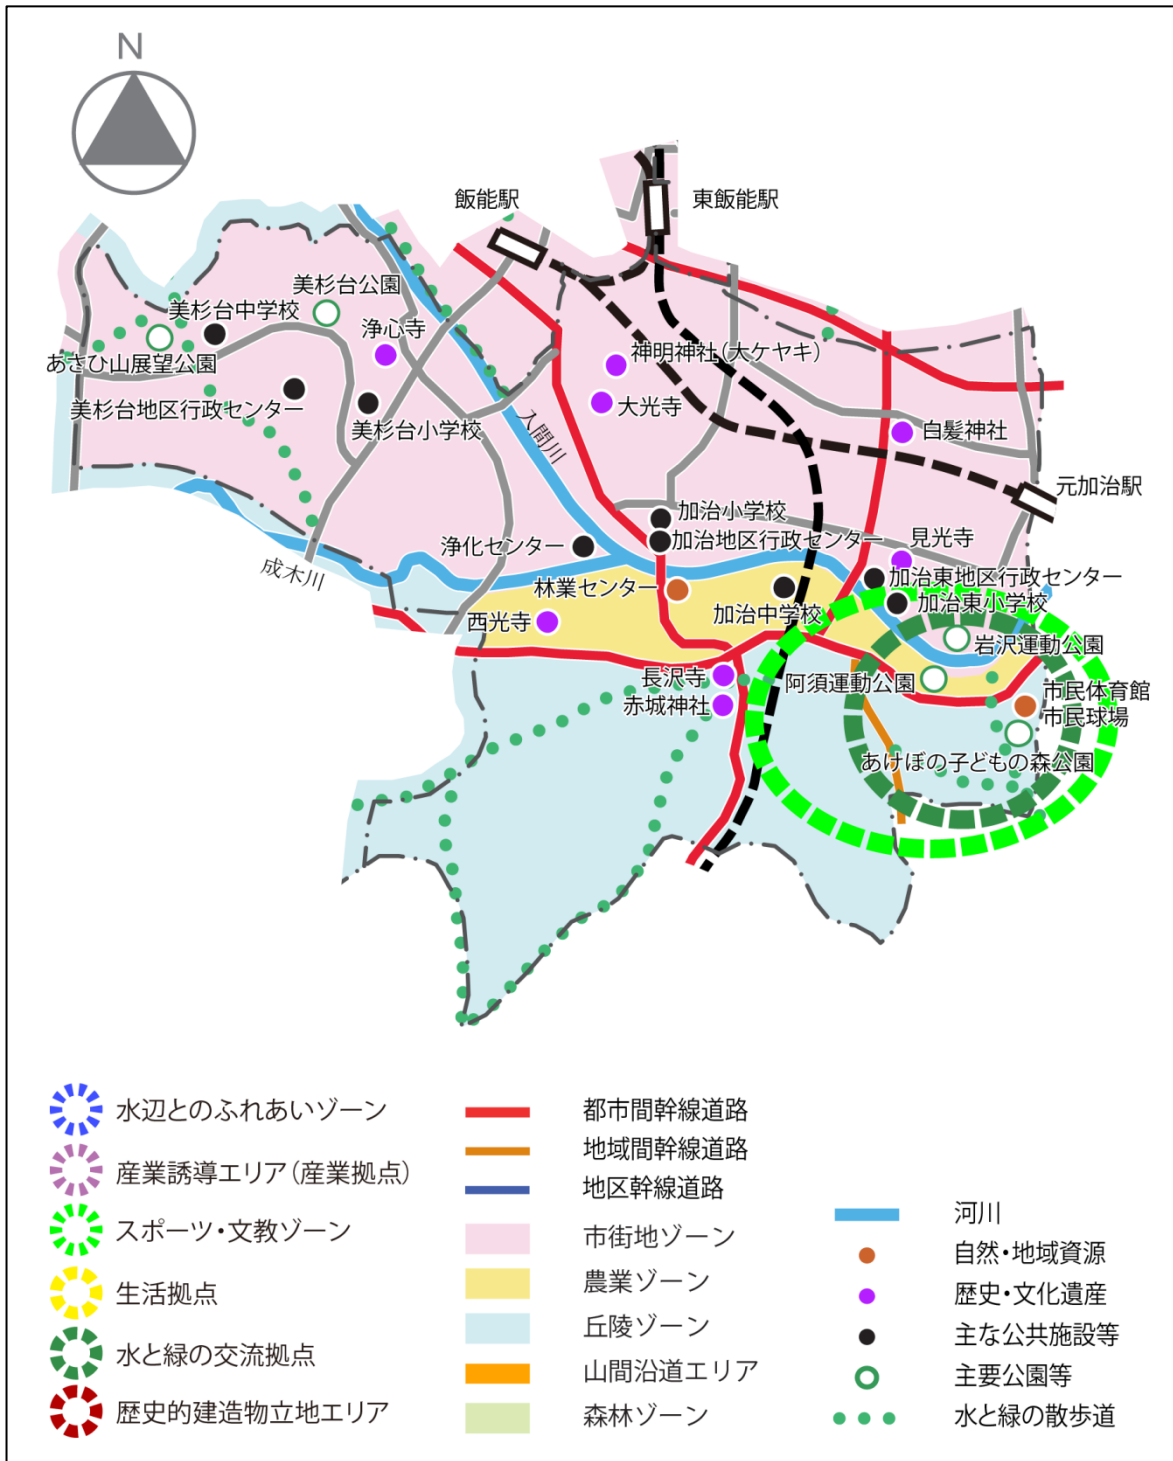 N
飯能駅
東飯能駅
美杉台公園
美杉台中学校
浄心寺
神明神社(大ケヤキ)
あさひ山展望公園
美杉台地区行政センター
大光寺
美杉台小学校
入間川
白髪神社
元加治駅
加治小学校
浄化センター
加治地区行政センター
見光寺
成木川
林業センター
加治東地区行政センター
加治中学校
加治東小学校
西光寺
岩沢運動公園
長沢寺
阿須運動公園
市民体育館
市民球場
赤城神社
あけぼの子どもの森公園
水辺とのふれあいゾーン
産業誘導エリア(産業拠点)
スポーツ・文教ゾーン
生活拠点
水と緑の交流拠点
歴史的建造物立地エリア
都市間幹線道路
地域間幹線道路
地区幹線道路
市街地ゾーン
農業ゾーン
丘陵ゾーン
山間沿道エリア
森林ゾーン
河川
自然・地域資源
歴史・文化遺産
主な公共施設等
主要公園等
水と緑の散歩道